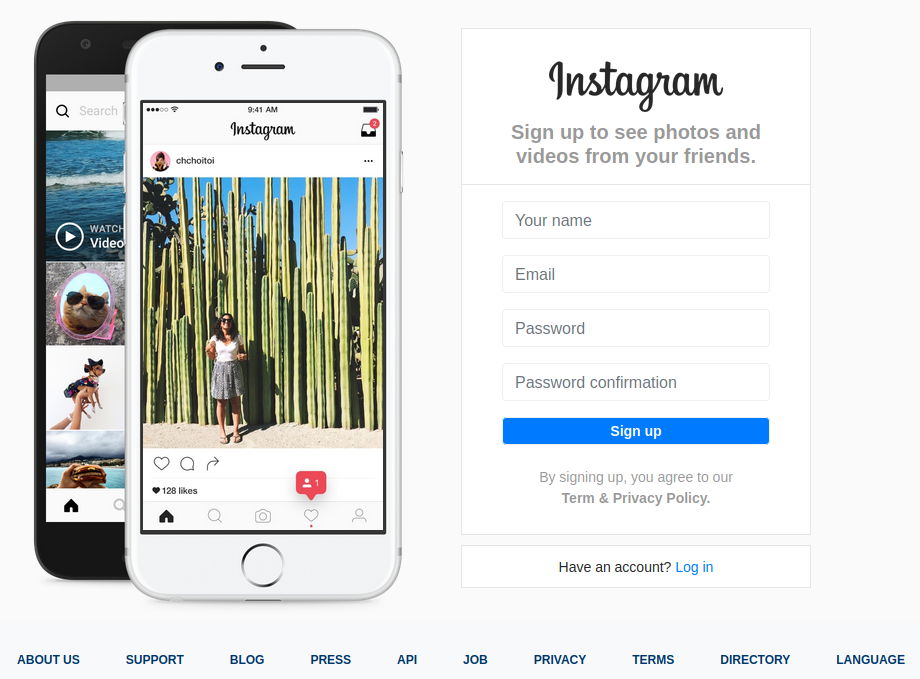 Search
WATCH
Video
9:41 AM
Instagram
2
chchoitoi
1
128 likes
Instagram
Sign up to see photos and
videos from your friends.
Your name
Email
Password
Password confirmation
Sign up
By signing up, you agree to our
Term & Privacy Policy.
Have an account? Log in
ABOUT US SUPPORT BLOG PRESS API JOB PRIVACY TERMS DIRECTORY LANGUAGE